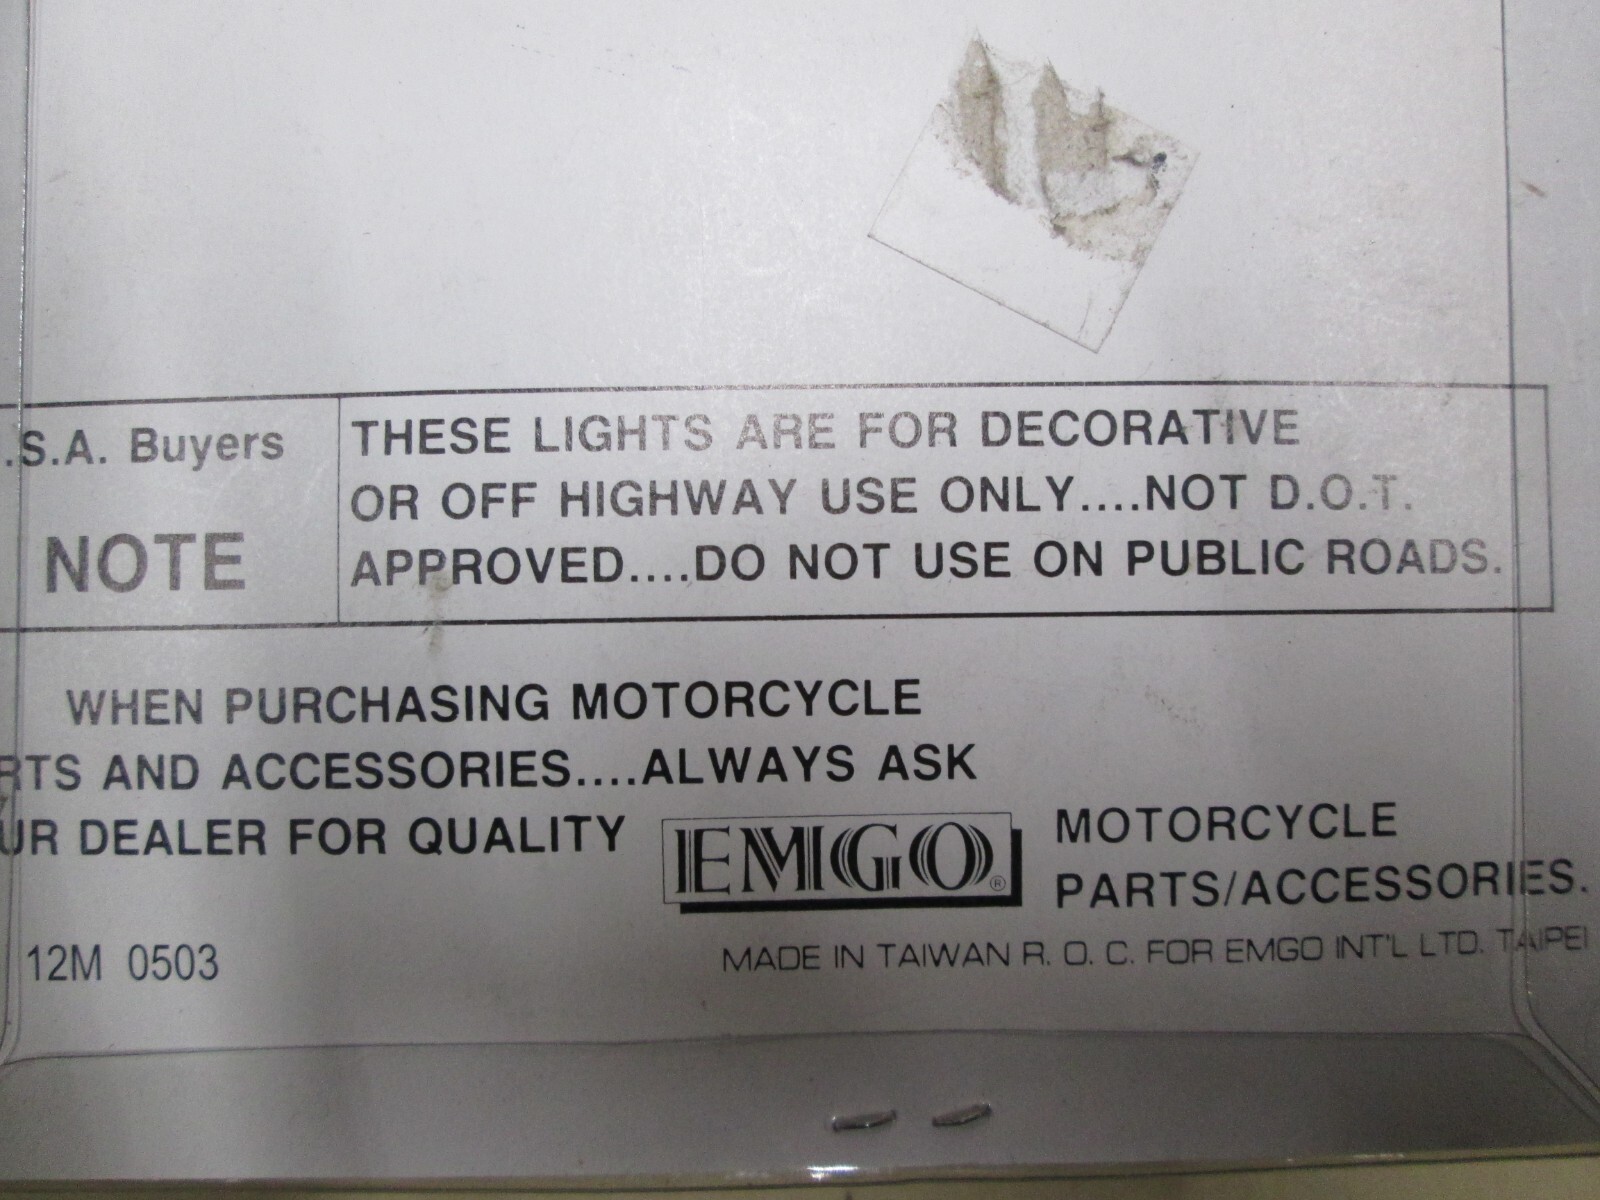 .S.A. Buyers
NOTE
THESE LIGHTS ARE FOR DECORATIVE
OR OFF HIGHWAY USE ONLY....NOT D.O.T.
APPROVED....DO NOT USE ON PUBLIC ROADS.
WHEN PURCHASING MOTORCYCLE
RTS AND ACCESSORIES....ALWAYS ASK
UR DEALER FOR QUALITY EMGO® MOTORCYCLE
PARTS/ACCESSORIES.
12M 0503
MADE IN TAIWAN R. O. C. FOR EMGO INT'L LTD. TAIPEI